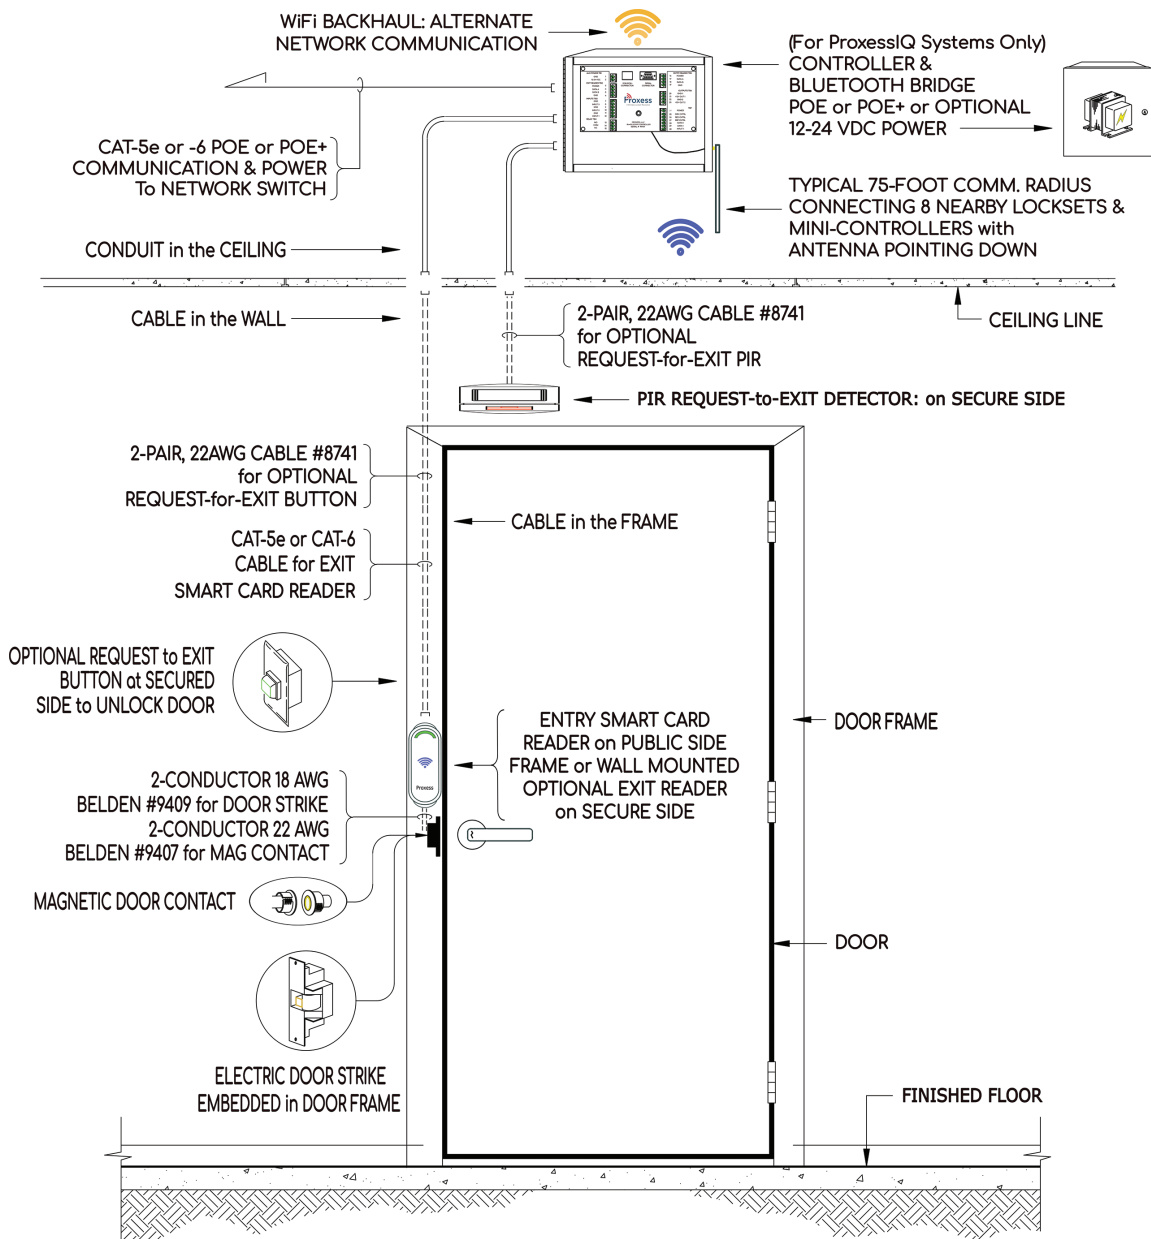 WiFi BACKHAUL: ALTERNATE
NETWORK COMMUNICATION
(For ProxessIQ Systems Only)
CONTROLLER &
BLUETOOTH BRIDGE
POE or POE+ or OPTIONAL
12-24 VDC POWER
Proxess
CAT-5e or -6 POE or POE+
COMMUNICATION & POWER
To NETWORK SWITCH
TYPICAL 75-FOOT COMM. RADIUS
CONNECTING 8 NEARBY LOCKSETS &
MINI-CONTROLLERS with
ANTENNA POINTING DOWN
CONDUIT in the CEILING
CABLE in the WALL
2-PAIR, 22AWG CABLE #8741
for OPTIONAL
REQUEST-for-EXIT PIR
CEILING LINE
PIR REQUEST-to-EXIT DETECTOR: on SECURE SIDE
2-PAIR, 22AWG CABLE #8741
for OPTIONAL
REQUEST-for-EXIT BUTTON
CABLE in the FRAME
CAT-5e or CAT-6
CABLE for EXIT
SMART CARD READER
OPTIONAL REQUEST to EXIT
BUTTON at SECURED
SIDE to UNLOCK DOOR
ENTRY SMART CARD
READER on PUBLIC SIDE
FRAME or WALL MOUNTED
OPTIONAL EXIT READER
on SECURE SIDE
DOOR FRAME
Proxess
2-CONDUCTOR 18 AWG
BELDEN #9409 for DOOR STRIKE
2-CONDUCTOR 22 AWG
BELDEN #9407 for MAG CONTACT
MAGNETIC DOOR CONTACT
DOOR
ELECTRIC DOOR STRIKE
EMBEDDED in DOOR FRAME
FINISHED FLOOR